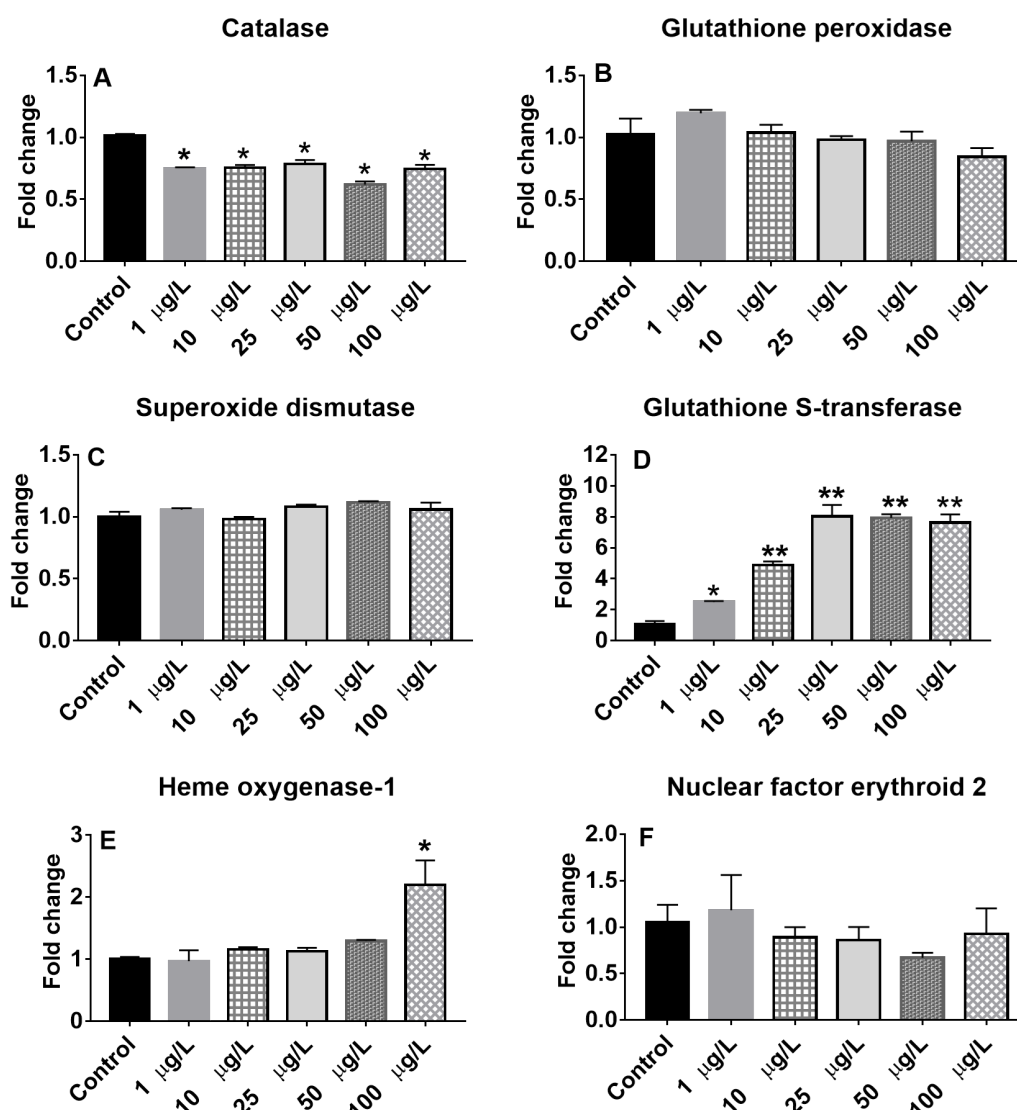 Catalase
A
Fold change
1.5
1.0
0.5
0.0
* * * * *
Control
1 μg/L
10 μg/L
25 μg/L
50 μg/L
100 μg/L
Glutathione peroxidase
B
Fold change
1.5
1.0
0.5
0.0
Control
1 μg/L
10 μg/L
25 μg/L
50 μg/L
100 μg/L
Superoxide dismutase
C
Fold change
1.5
1.0
0.5
0.0
Control
1 μg/L
10 μg/L
25 μg/L
50 μg/L
100 μg/L
Glutathione S-transferase
D
Fold change
12
10
8
6
4
2
0
* ** ** ** **
Control
1 μg/L
10 μg/L
25 μg/L
50 μg/L
100 μg/L
Heme oxygenase-1
E
Fold change
3
2
1
0
*
Control
1 μg/L
10 μg/L
25 μg/L
50 μg/L
100 μg/L
Nuclear factor erythroid 2
F
Fold change
2.0
1.5
1.0
0.5
0.0
Control
1 μg/L
10 μg/L
25 μg/L
50 μg/L
100 μg/L